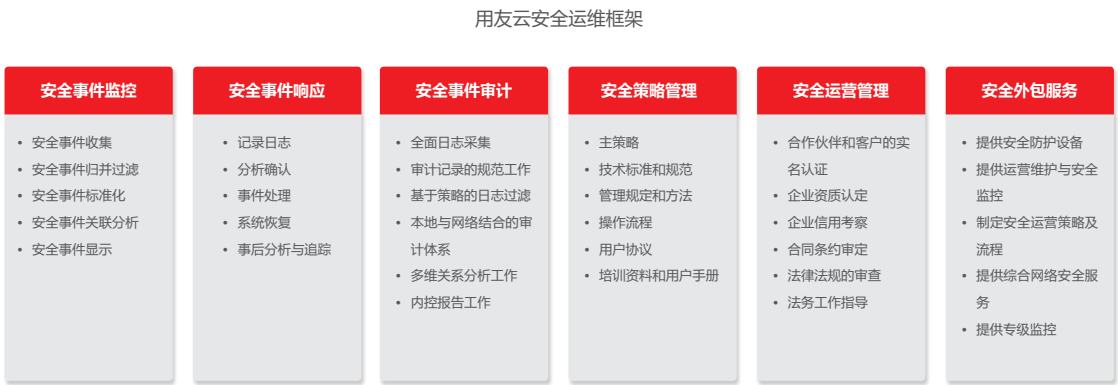 用友云安全运维框架
安全事件监控
• 安全事件收集
• 安全事件归并过滤
• 安全事件标准化
• 安全事件关联分析
• 安全事件显示
安全事件响应
• 记录日志
• 分析确认
• 事件处理
• 系统恢复
• 事后分析与追踪
安全事件审计
• 全面日志采集
• 审计记录的规范工作
• 基于策略的日志过滤
• 本地与网络结合的审
计体系
• 多维关系分析工作
• 内控报告工作
安全策略管理
• 主策略
• 技术标准和规范
• 管理规定和方法
• 操作流程
• 用户协议
• 培训资料和用户手册
安全运营管理
• 合作伙伴和客户的实
名认证
• 企业资质认定
• 企业信用考察
• 合同条约审定
• 法律法规的审查
• 法务工作指导
安全外包服务
• 提供安全防护设备
• 提供运营维护与安全
监控
• 制定安全运营策略及
流程
• 提供综合网络安全服
务
• 提供专级监控